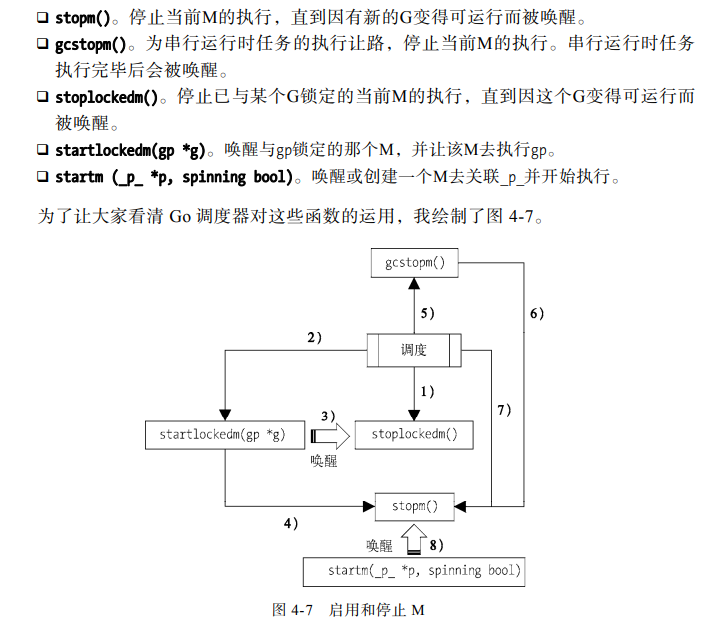 ❑ stopm()。停止当前M的执行，直到因有新的G变得可运行而被唤醒。
❑ gcstopm()。为串行运行时任务的执行让路，停止当前M的执行。串行运行时任务
执行完毕后会被唤醒。
❑ stoplockedm()。停止已与某个G锁定的当前M的执行，直到因这个G变得可运行而
被唤醒。
❑ startlockedm(gp *g)。唤醒与gp锁定的那个M，并让该M去执行gp。
❑ startm (_p_ *p, spinning bool)。唤醒或创建一个M去关联_p_并开始执行。
为了让大家看清 Go 调度器对这些函数的运用，我绘制了图 4-7。
gcstopm()
5)
6)
2)
调度
1)
7)
startlockedm(gp *g)
3)
唤醒
stoplockedm()
stopm()
4)
唤醒
8)
startm(_p_ *p, spinning bool)
图 4-7 启用和停止 M